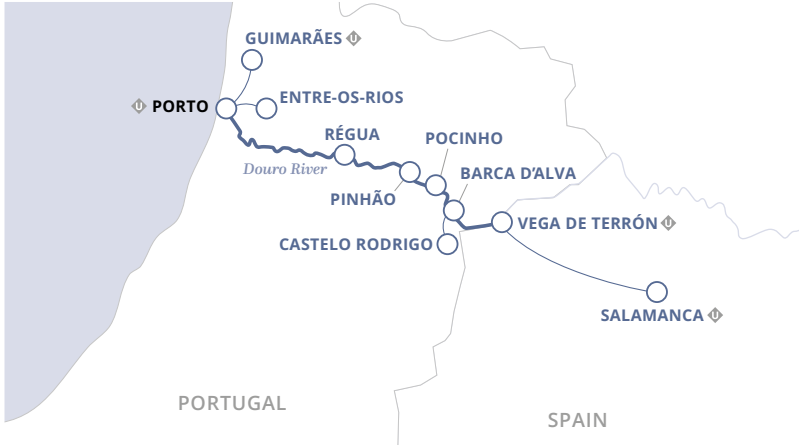 GUIMARÃES U
U PORTO
ENTRE-OS-RIOS
RÉGUA
POCINHO
Douro River
BARCA D'ALVA
PINHÃO
VEGA DE TERRÓN U
CASTELO RODRIGO
SALAMANCA U
PORTUGAL
SPAIN